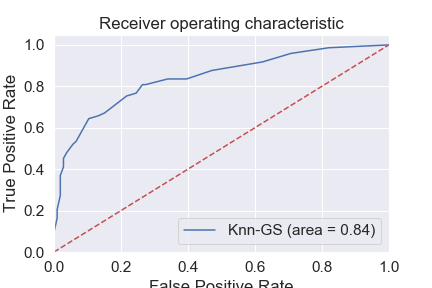 Receiver operating characteristic
True Positive Rate
1.0
0.8
0.6
0.4
0.2
0.0
Knn-GS (area = 0.84)
0.0 0.2 0.4 0.6 0.8 1.0
False Positive Rate